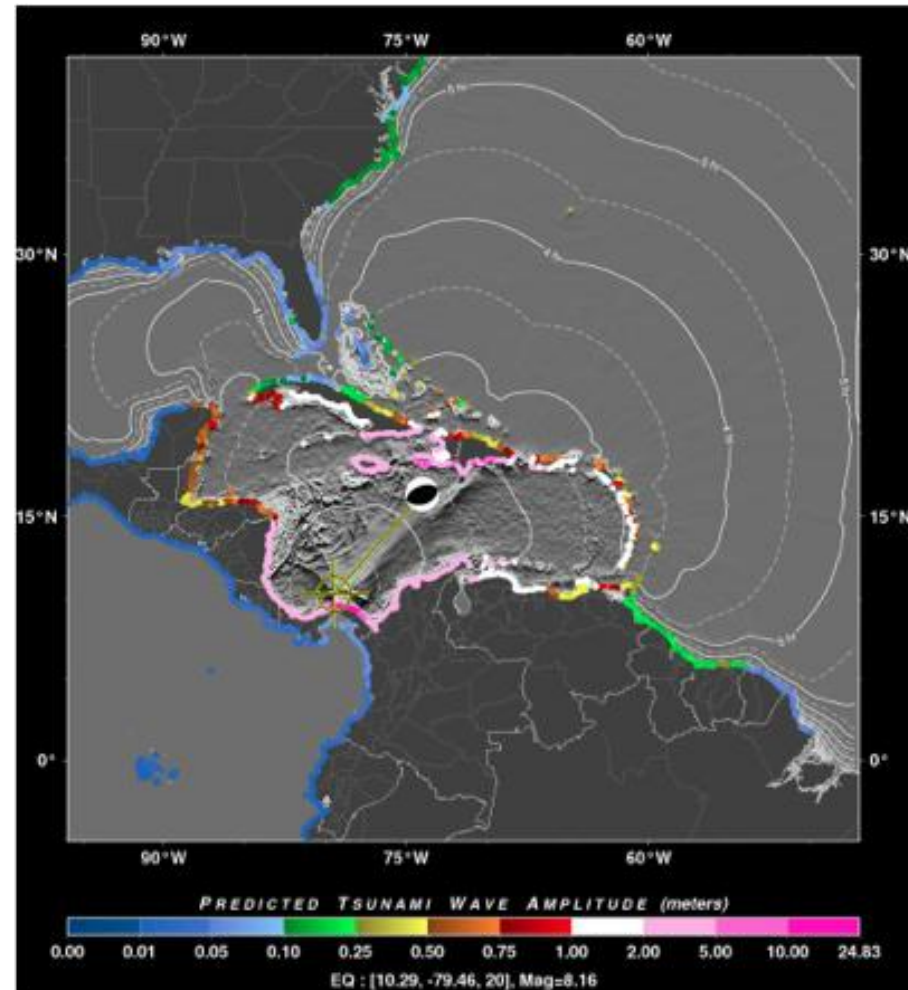 90°W 75°W 60°W
30°N 30°N
15°N 15°N
0° 0°
90°W 75°W 60°W
PREDICTED TSUNAMI WAVE AMPLITUDE (meters)
0.00 0.01 0.05 0.10 0.25 0.50 0.75 1.00 2.00 5.00 10.00 24.83
EQ : [10.29, -79.46, 20], Mag=8.16